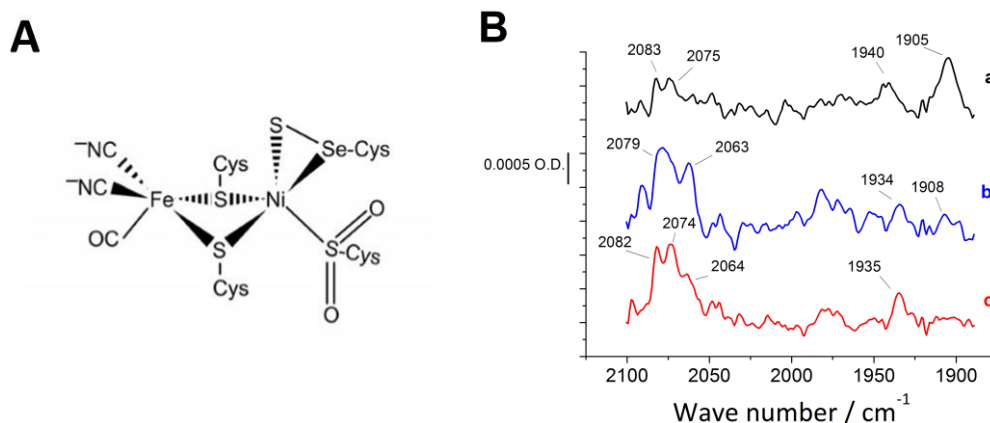 A
B
S
Se-Cys
⁻NC
Cys
⁻NC
Fe
S
Ni
O
OC
S
S
Cys
Cys
O
2083
2075
1940
1905
a
0.0005 O.D.
2079
2063
1934
1908
b
2082
2074
2064
1935
c
2100
2050
2000
1950
1900
Wave number / cm⁻¹